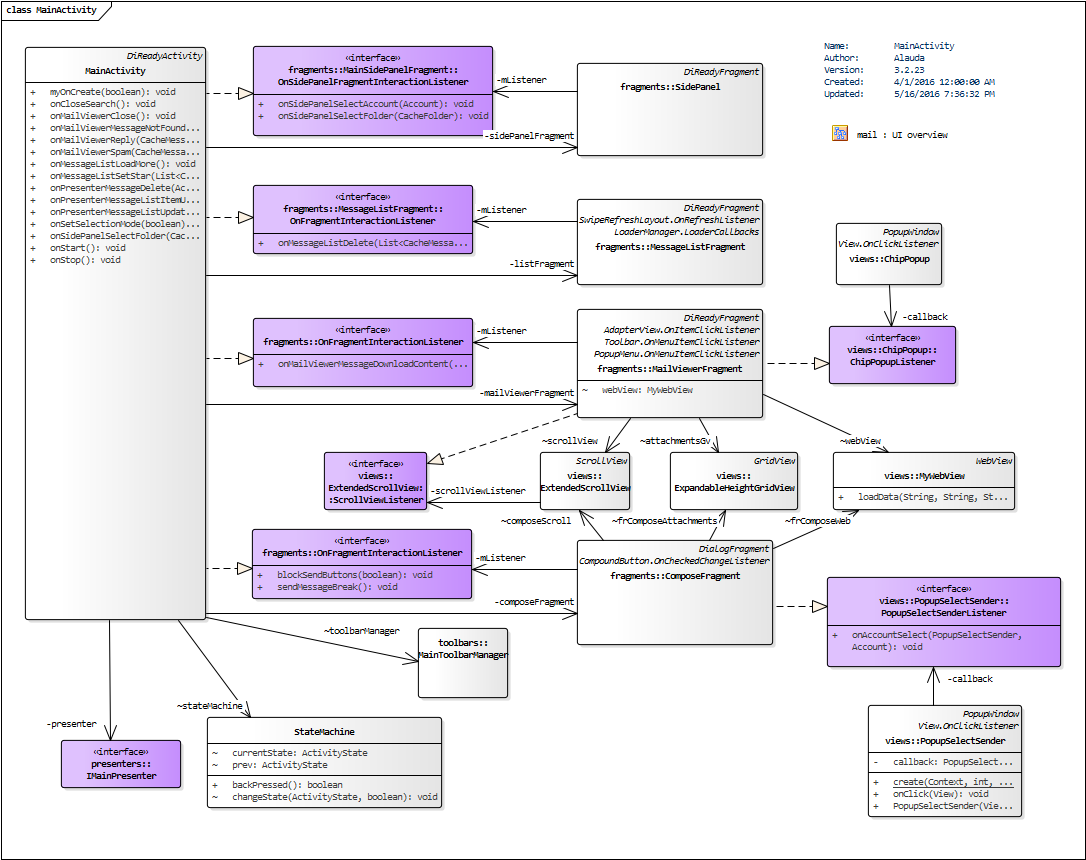 class MainActivity
Name: MainActivity
Author: Alauda
Version: 3.2.23
Created: 4/1/2016 12:00:00 AM
Updated: 5/16/2016 7:36:32 PM
mail : UI overview
DiReadyActivity
MainActivity
+ myOnCreate(boolean): void
+ onCloseSearch(): void
+ onMailViewerClose(): void
+ onMailViewerMessageNotFound...
+ onMailViewerReply(CacheMess...
+ onMailViewerSpam(CacheMessa...
+ onMessageListLoadMore(): void
+ onMessageListSetStar(List<C...
+ onPresenterMessageDelete(Ac...
+ onPresenterMessageListItemU...
+ onPresenterMessageListUpdat...
+ onSetSelectionMode(boolean)...
+ onSidePanelSelectFolder(Cac...
+ onStart(): void
+ onStop(): void
«interface»
fragments::MainSidePanelFragment::
OnSidePanelFragmentInteractionListener
+ onSidePanelSelectAccount(Account): void
+ onSidePanelSelectFolder(CacheFolder): void
-mListener
-sidePanelFragment
DiReadyFragment
fragments::SidePanel
«interface»
fragments::MessageListFragment::
OnFragmentInteractionListener
+ onMessageListDelete(List<CacheMessa...
-mListener
-listFragment
DiReadyFragment
SwipeRefreshLayout.OnRefreshListener
LoaderManager.LoaderCallbacks
fragments::MessageListFragment
PopupWindow
View.OnClickListener
views::ChipPopup
-callback
«interface»
views::ChipPopup::
ChipPopupListener
«interface»
fragments::OnFragmentInteractionListener
+ onMailViewerMessageDownloadContent(...
-mListener
-mailViewerFragment
DiReadyFragment
AdapterView.OnItemClickListener
Toolbar.OnMenuItemClickListener
PopupMenu.OnMenuItemClickListener
fragments::MailViewerFragment
~ webView: MyWebView
~scrollView
~attachmentsGv
~webView
«interface»
views::
ExtendedScrollView:
:ScrollViewListener
-scrollViewListener
ScrollView
views::
ExtendedScrollView
GridView
views::
ExpandableHeightGridView
WebView
views::MyWebView
+ loadData(String, String, St...
~composeScroll
~frComposeAttachments
~frComposeWeb
«interface»
fragments::OnFragmentInteractionListener
+ blockSendButtons(boolean): void
+ sendMessageBreak(): void
-mListener
-composeFragment
DialogFragment
CompoundButton.OnCheckedChangeListener
fragments::ComposeFragment
«interface»
views::PopupSelectSender::
PopupSelectSenderListener
+ onAccountSelect(PopupSelectSender,
Account): void
-callback
PopupWindow
View.OnClickListener
views::PopupSelectSender
- callback: PopupSelect...
+ create(Context, int, ...
+ onClick(View): void
+ PopupSelectSender(Vie...
~toolbarManager
toolbars::
MainToolbarManager
~stateMachine
StateMachine
~ currentState: ActivityState
~ prev: ActivityState
+ backPressed(): boolean
~ changeState(ActivityState, boolean): void
-presenter
«interface»
presenters::
IMainPresenter